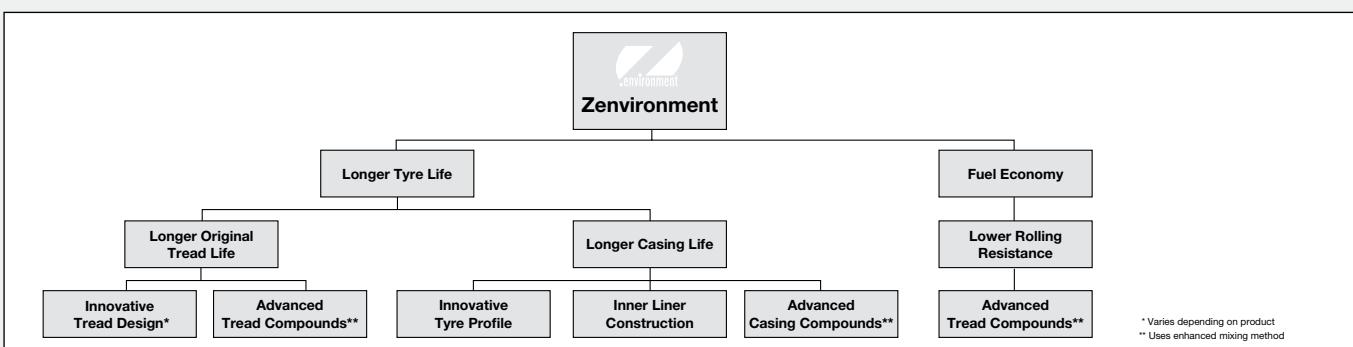 .environment
Zenvironment
Longer Tyre Life
Fuel Economy
Longer Original
Tread Life
Longer Casing Life
Lower Rolling
Resistance
Innovative
Tread Design*
Advanced
Tread Compounds**
Innovative
Tyre Profile
Inner Liner
Construction
Advanced
Casing Compounds**
Advanced
Tread Compounds**
* Varies depending on product
** Uses enhanced mixing method